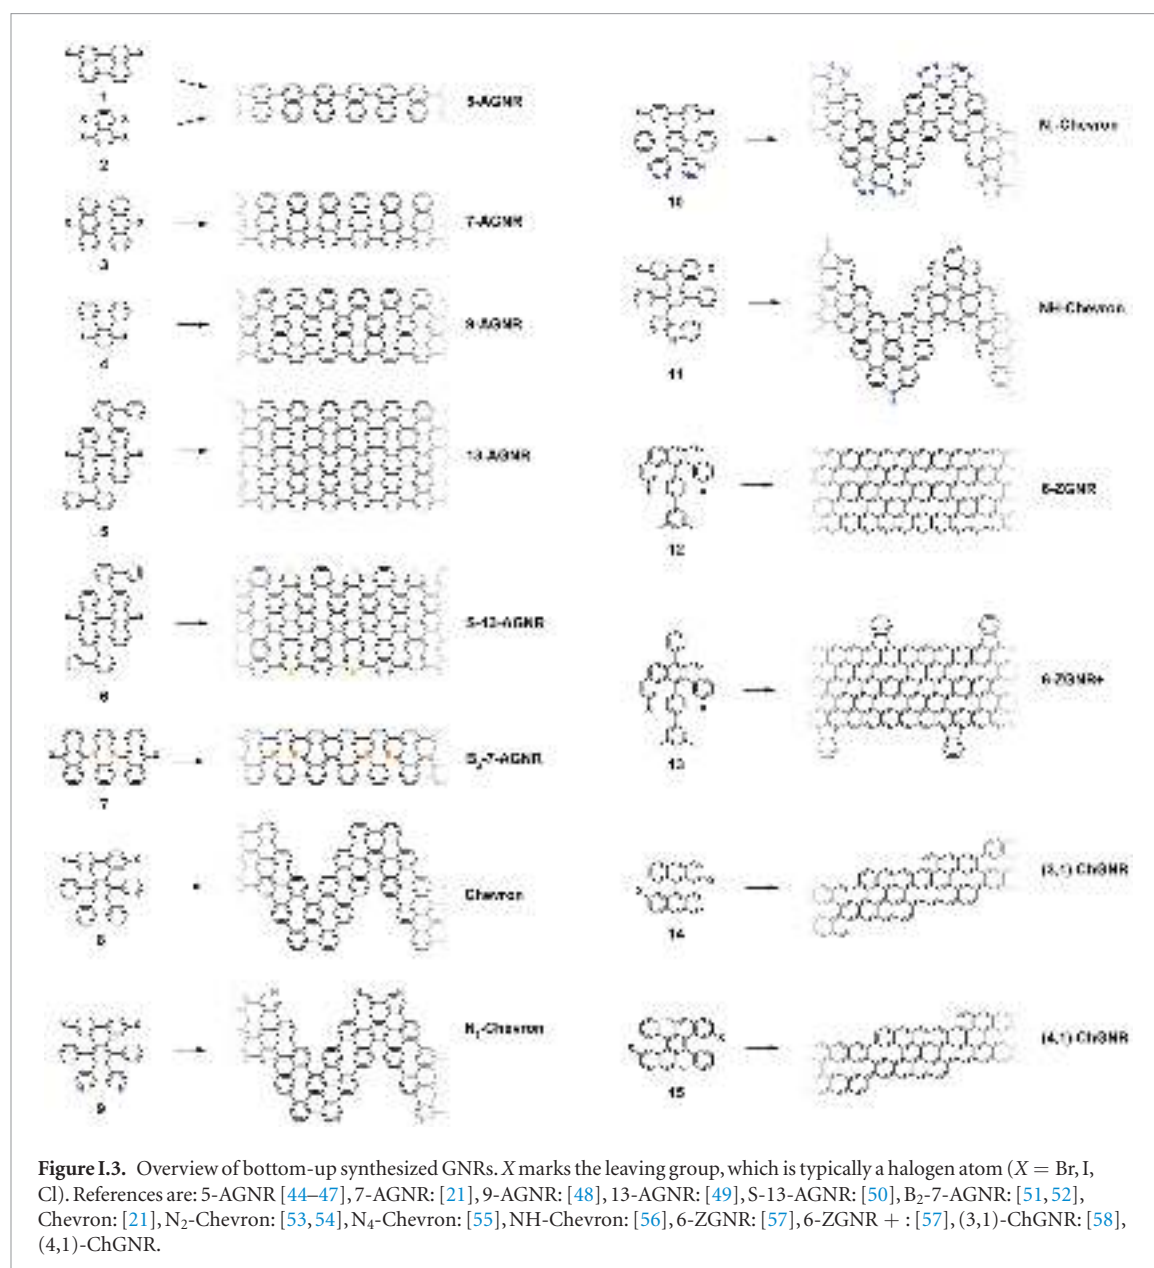 1
5-AGNR
2
3
7-AGNR
4
9-AGNR
5
13-AGNR
6
S-13-AGNR
7
B2-7-AGNR
8
Chevron
9
-Chevron
10
-Chevron
11
NH-Chevron
12
6-ZGNR
13
6-ZGNR+
14
(3,1) ChGNR
15
(4,1) ChGNR
Figure I.3. Overview of bottom-up synthesized GNRs. X marks the leaving group, which is typically a halogen atom (X = Br, I,
Cl). References are: 5-AGNR [44–47], 7-AGNR: [21], 9-AGNR: [48], 13-AGNR: [49], S-13-AGNR: [50], B2-7-AGNR: [51, 52],
Chevron: [21], N2-Chevron: [53, 54], N4-Chevron: [55], NH-Chevron: [56], 6-ZGNR: [57], 6-ZGNR + : [57], (3,1)-ChGNR: [58],
(4,1)-ChGNR.